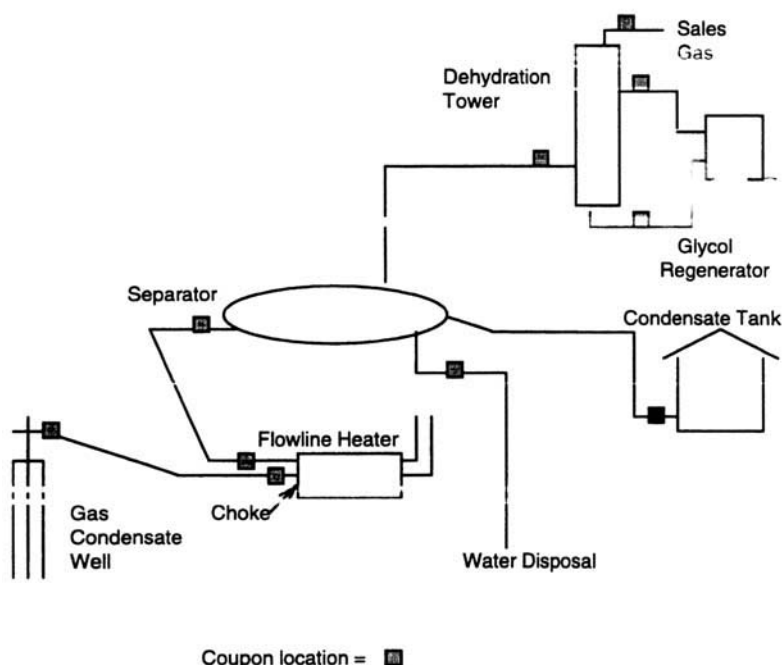 Sales
Gas
Dehydration
Tower
Glycol
Regenerator
Separator
Condensate Tank
Flowline Heater
Choke
Gas
Condensate
Well
Water Disposal
Coupon location =